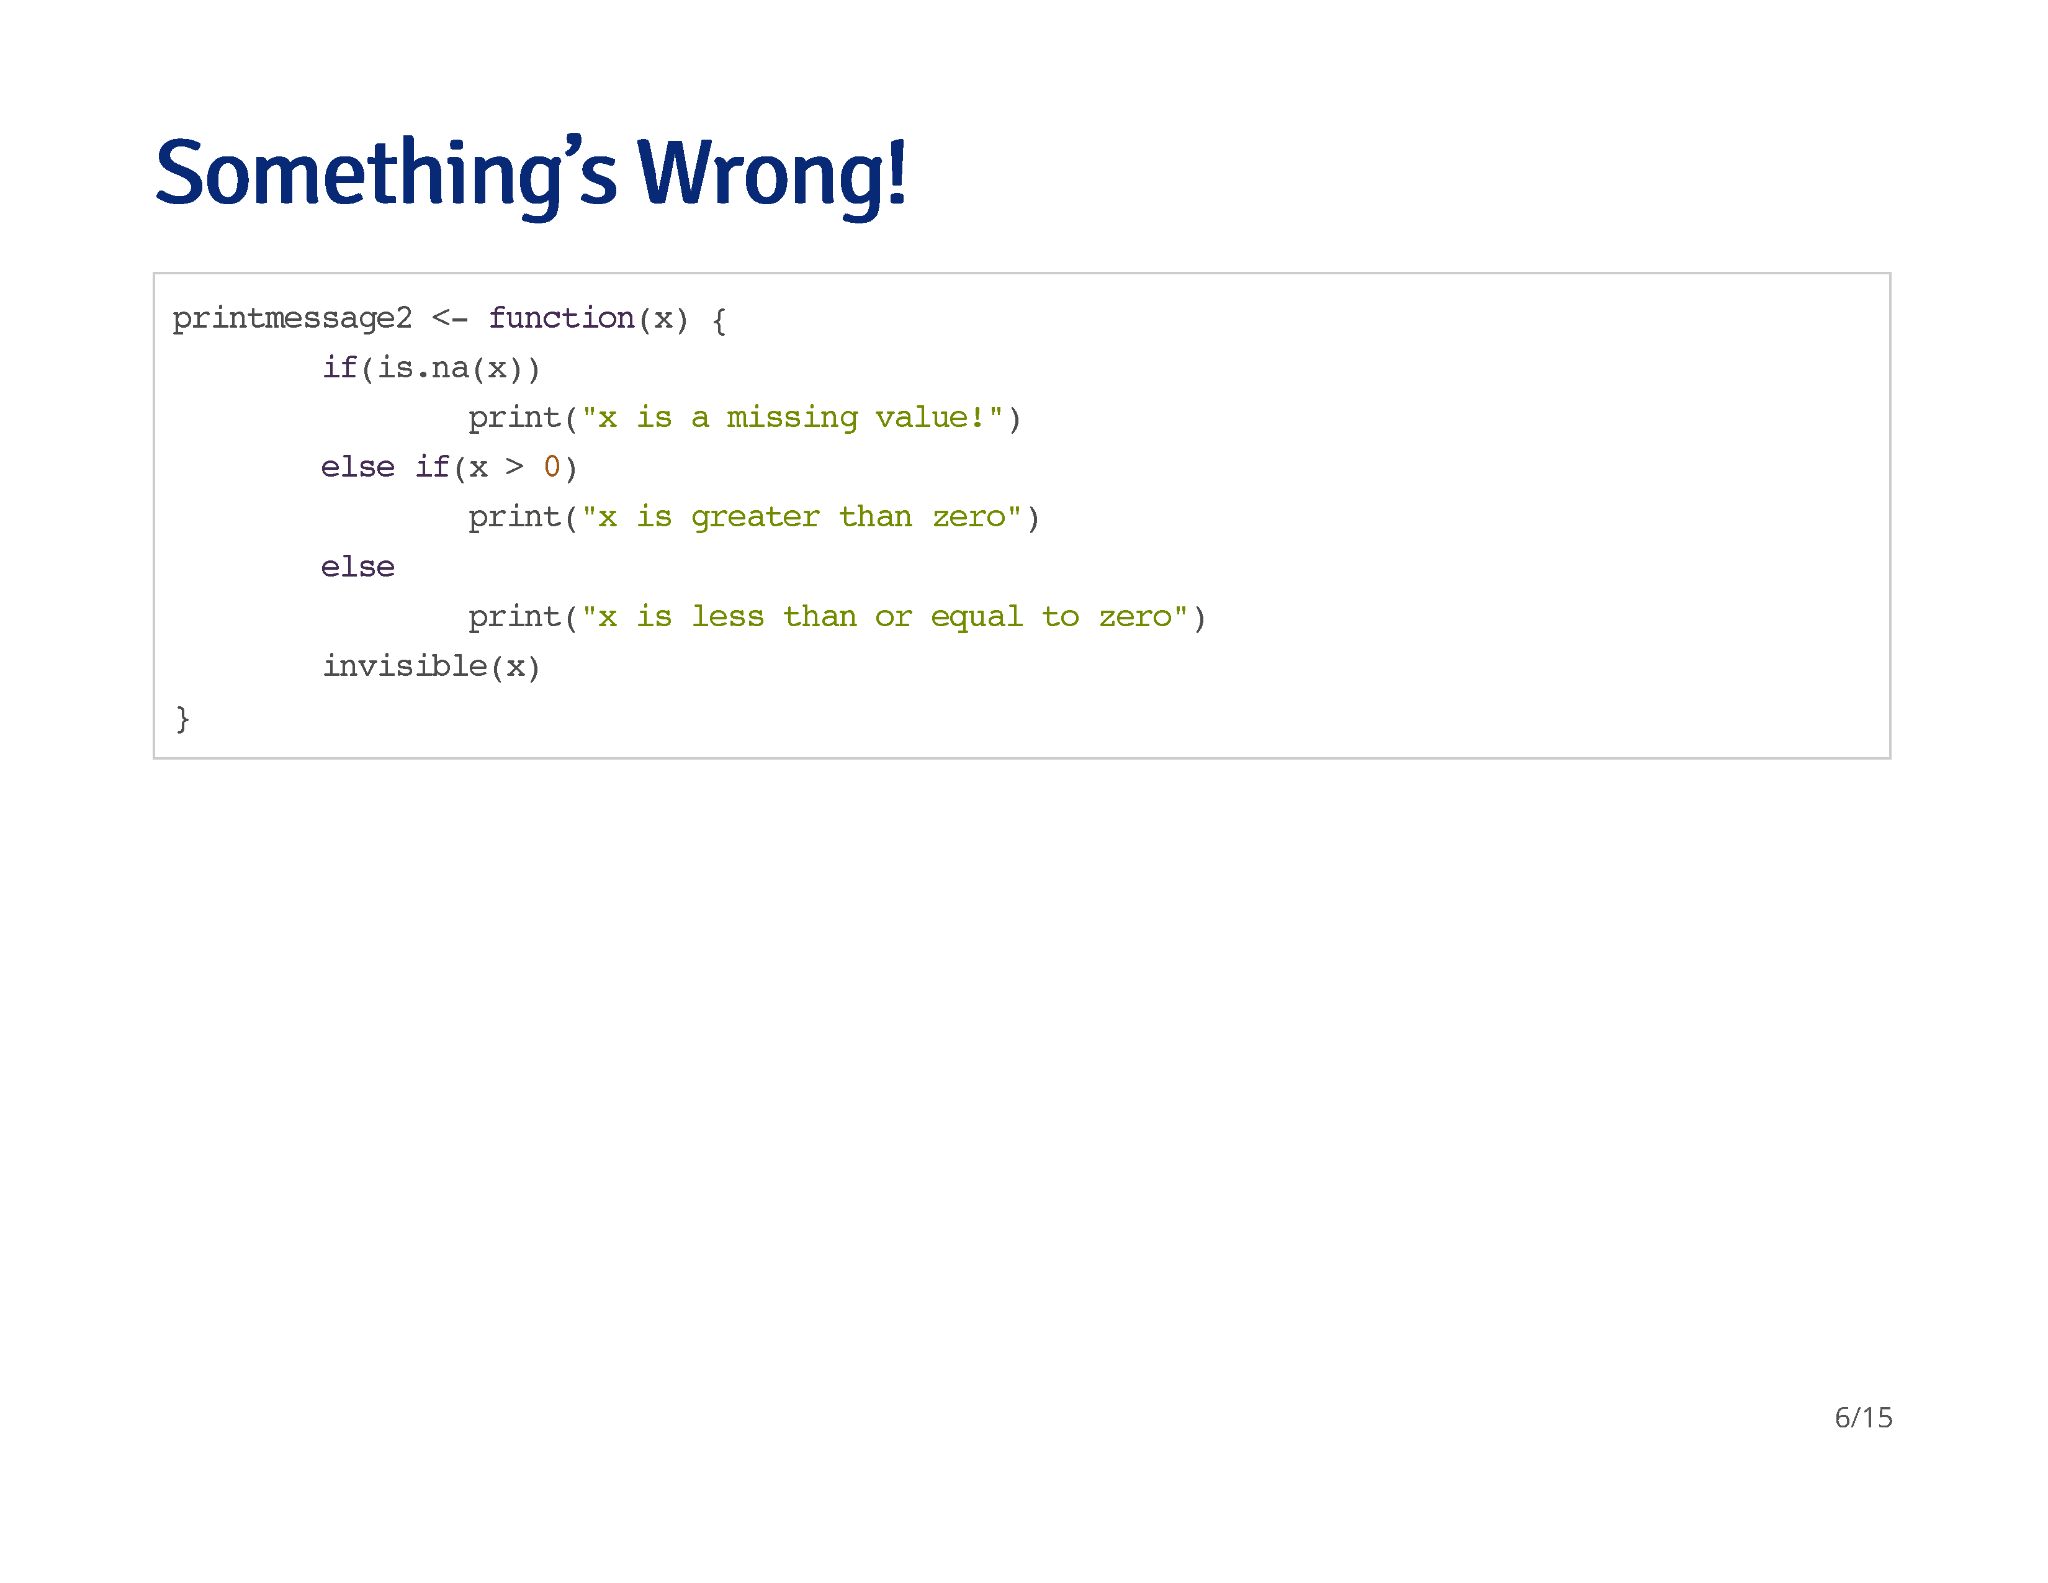 Something’s Wrong!
printmessage2 <- function(x) {
        if(is.na(x))
                print("x is a missing value!")
        else if(x > 0)
                print("x is greater than zero")
        else
                print("x is less than or equal to zero")
        invisible(x)
}
6/15